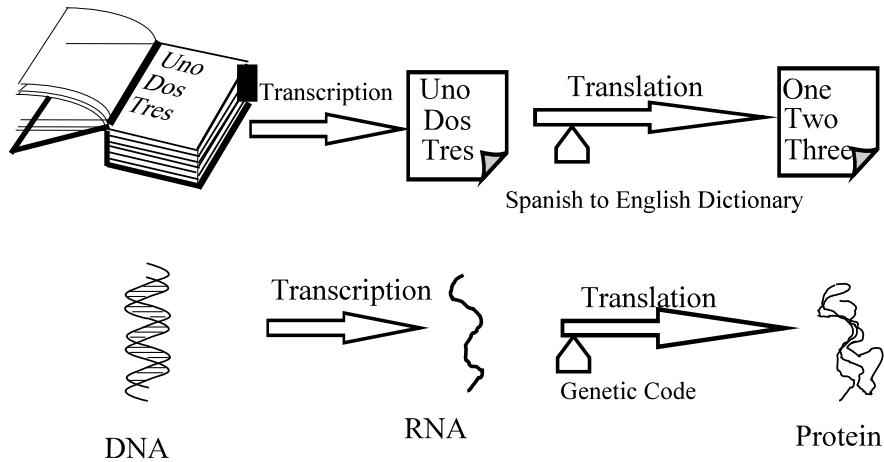 Uno
Dos
Tres
Transcription
Uno
Dos
Tres
Translation
Spanish to English Dictionary
One
Two
Three
DNA
Transcription
RNA
Translation
Genetic Code
Protein